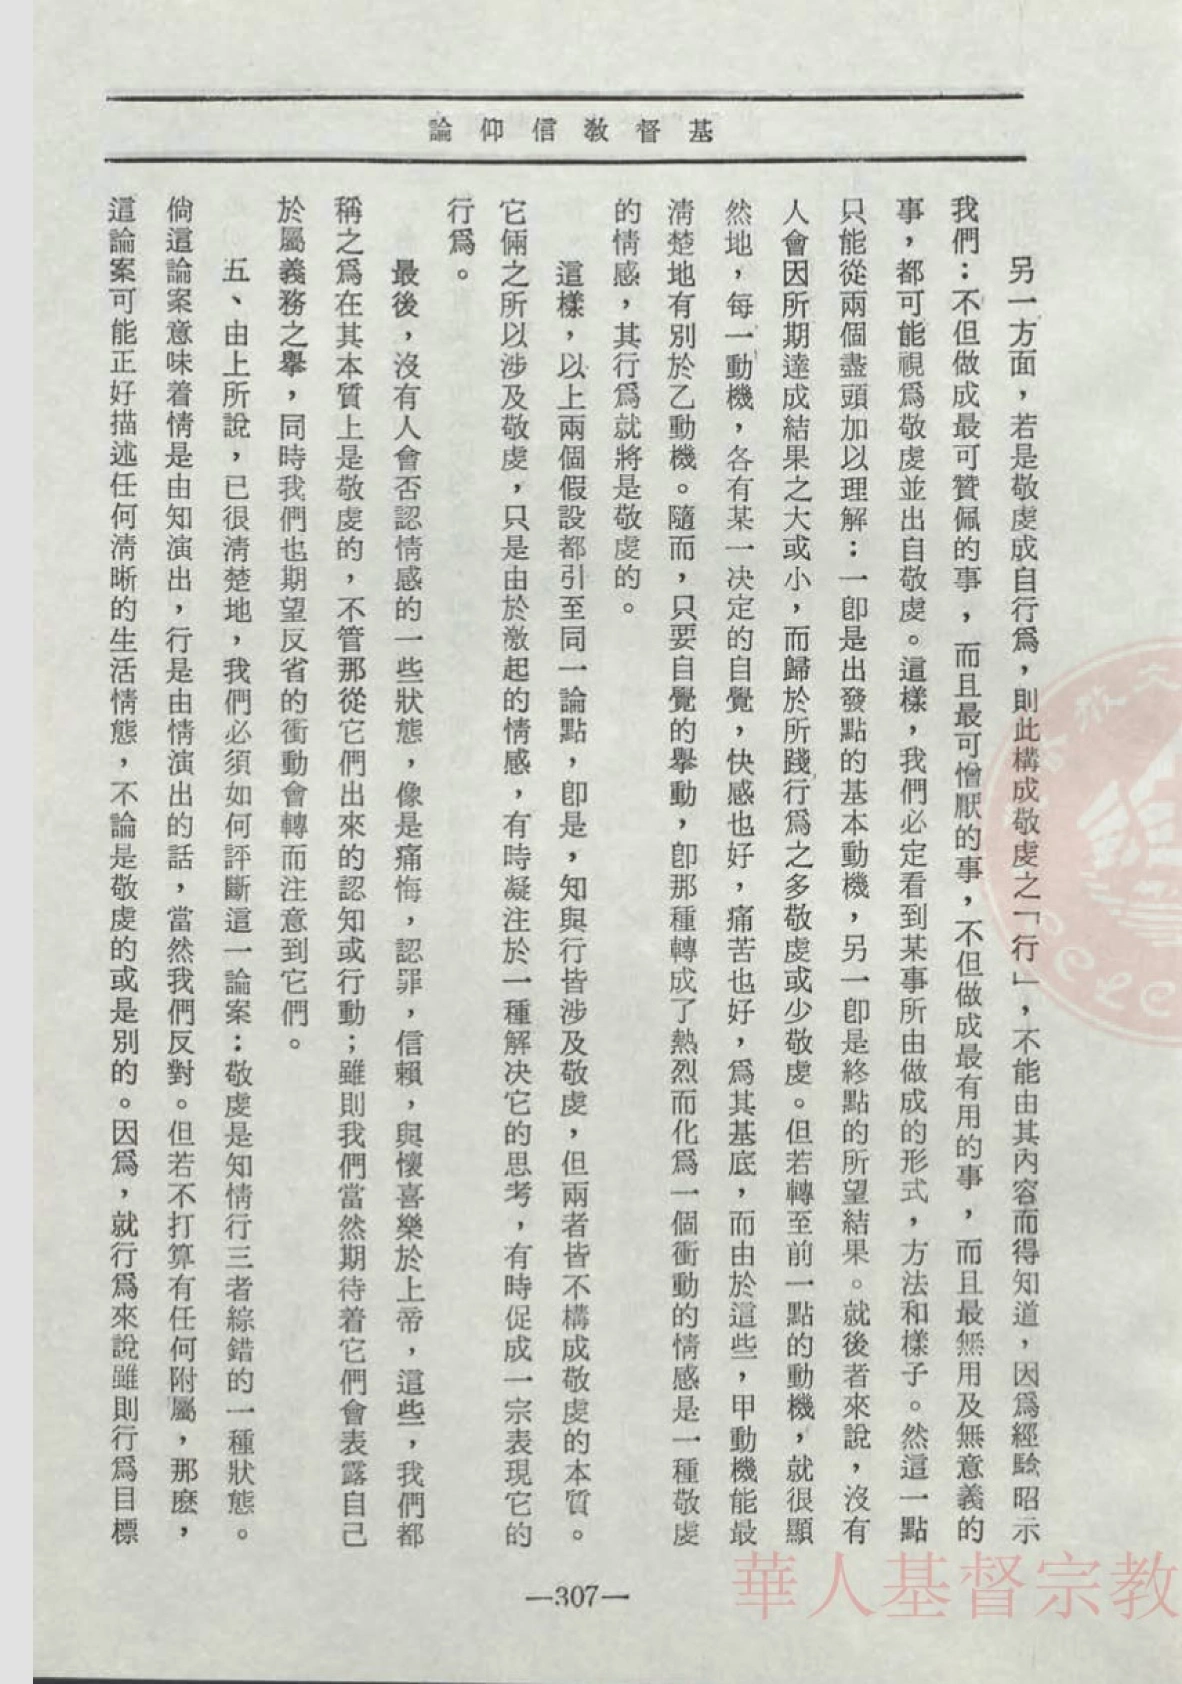 基督教信仰論
另一方面，若是敬虔成自行爲，則此構成敬虔之「行」，不能由其內容而得知道，因爲經驗昭示
我們：不但做成最可贊佩的事，而且最可憎厭的事，不但做成最有用的事，而且最無用及無意義的
事，都可能視爲敬虔並出自敬虔。這樣，我們必定看到某事所由做成的形式，方法和樣子。然這一點
只能從兩個盡頭加以理解：一卽是出發點的基本動機，另一卽是終點的所望結果。就後者來說，沒有
人會因所期達成結果之大或小，而歸於所踐行爲之多敬虔或少敬虔。但若轉至前一點的動機，就很顯
然地，每一動機，各有某一決定的自覺，快感也好，痛苦也好，爲其基底，而由於這些，甲動機能最
淸楚地有別於乙動機。隨而，只要自覺的舉動，卽那種轉成了熱烈而化爲一個衝動的情感是一種敬虔
的情感，其行爲就將是敬虔的。
這樣，以上兩個假設都引至同一論點，卽是，知與行皆涉及敬虔，但兩者皆不構成敬虔的本質。
它倆之所以涉及敬虔，只是由於激起的情感，有時凝注於一種解决它的思考，有時促成一宗表現它的
行爲。
最後，沒有人會否認情感的一些狀態，像是痛悔，認罪，信賴，與懷喜樂於上帝，這些，我們都
稱之爲在其本質上是敬虔的，不管那從它們出來的認知或行動；雖則我們當然期待着它們會表露自己
於屬義務之舉，同時我們也期望反省的衝動會轉而注意到它們。
五、由上所說，已很淸楚地，我們必須如何評斷這一論案：敬虔是知情行三者綜錯的一種狀態。
倘這論案意味着情是由知演出，行是由情演出的話，當然我們反對。但若不打算有任何附屬，那麽，
這論案可能正好描述任何淸晰的生活情態，不論是敬虔的或是別的。因爲，就行爲來說雖則行爲目標
—307—
華人基督宗教